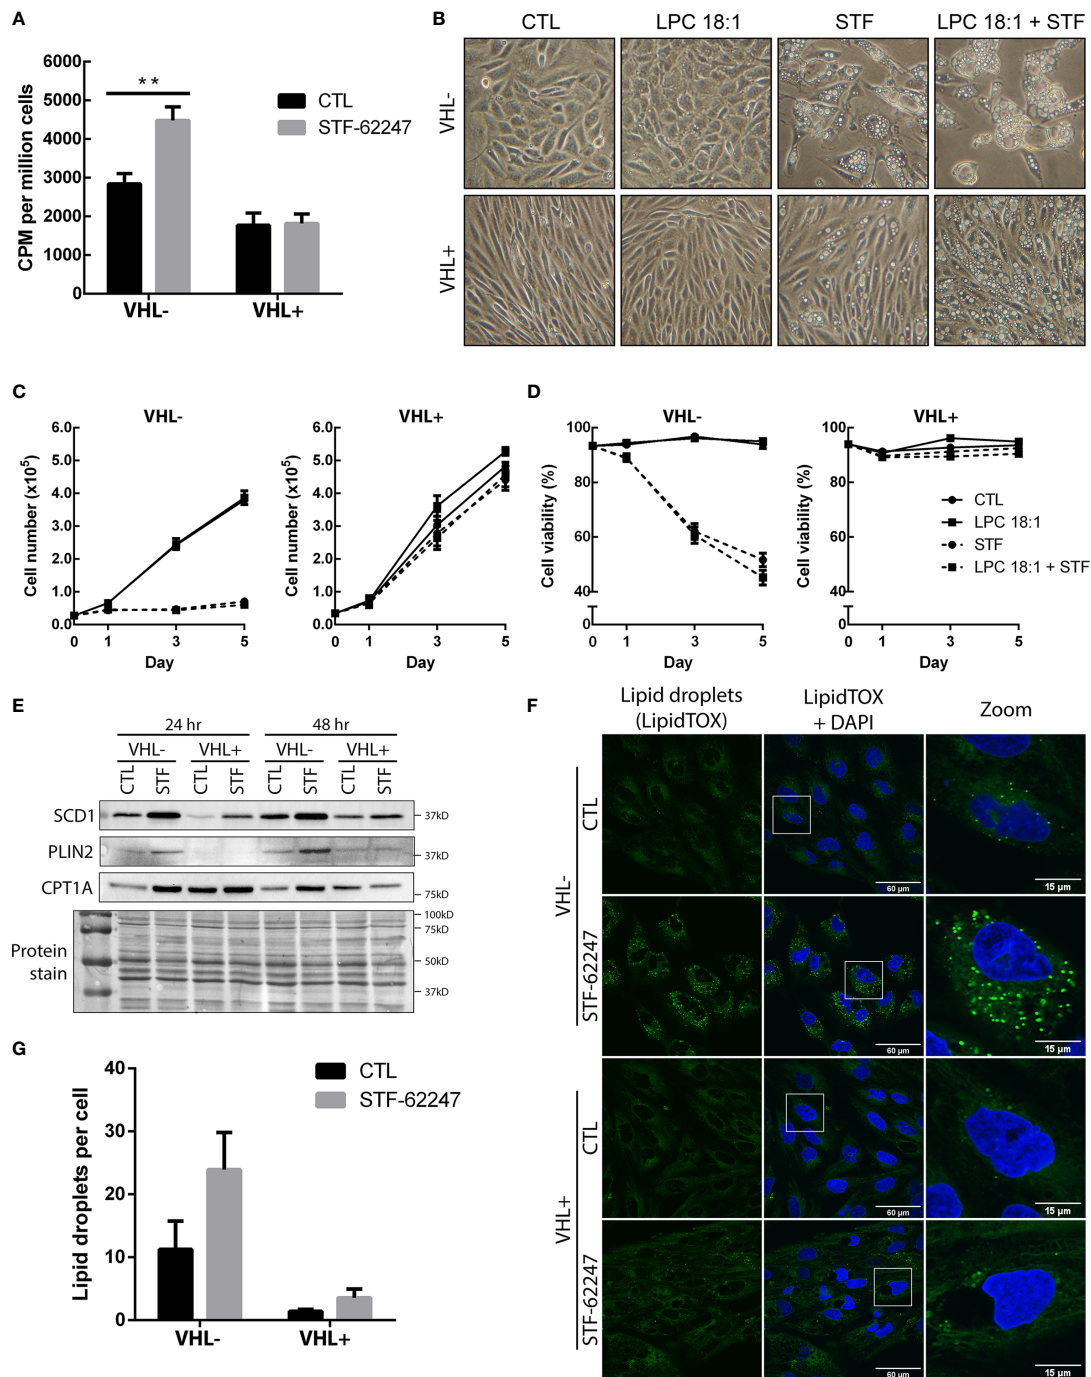 A
CPM per million cells
6000
5000
4000
3000
2000
1000
0
**
CTL
STF-62247
VHL-
VHL+
B
CTL
LPC 18:1
STF
LPC 18:1 + STF
VHL-
VHL+
C
VHL-
Cell number (x10⁵)
6.0
5.0
4.0
3.0
2.0
1.0
0.0
0
1
3
5
Day
VHL+
Cell number (x10⁵)
6.0
5.0
4.0
3.0
2.0
1.0
0.0
0
1
3
5
Day
D
VHL-
Cell viability (%)
100
80
60
40
0
0
1
3
5
Day
VHL+
Cell viability (%)
100
80
60
40
0
0
1
3
5
Day
CTL
LPC 18:1
STF
LPC 18:1 + STF
E
24 hr
48 hr
VHL-
VHL+
VHL-
VHL+
CTL
STF
CTL
STF
CTL
STF
CTL
STF
SCD1
37kD
PLIN2
37kD
CPT1A
75kD
Protein
stain
100kD
75kD
50kD
37kD
F
Lipid droplets
(LipidTOX)
LipidTOX
+ DAPI
Zoom
VHL-
CTL
60 µm
15 µm
STF-62247
60 µm
15 µm
VHL+
CTL
60 µm
15 µm
STF-62247
60 µm
15 µm
G
Lipid droplets per cell
40
30
20
10
0
CTL
STF-62247
VHL-
VHL+